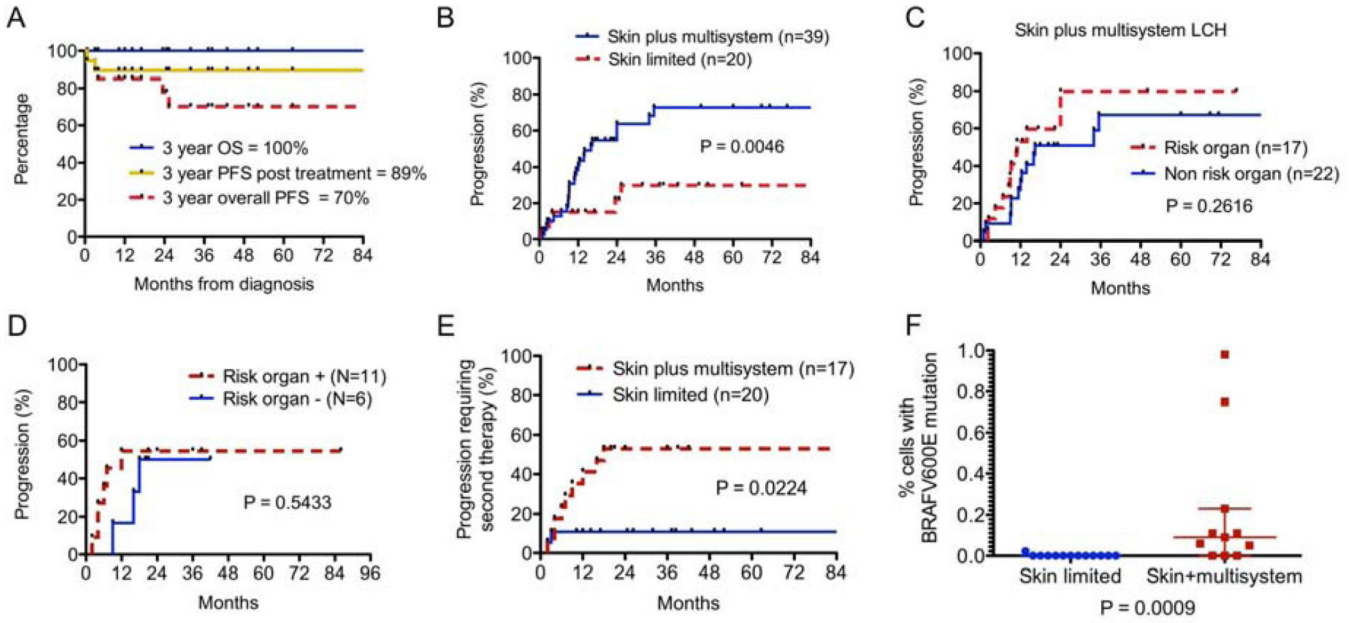 A
Percentage
100
80
60
40
20
0
3 year OS = 100%
3 year PFS post treatment = 89%
3 year overall PFS = 70%
0 12 24 36 48 60 72 84
Months from diagnosis
B
Progression (%)
100
80
60
40
20
0
Skin plus multisystem (n=39)
Skin limited (n=20)
P = 0.0046
0 12 24 36 48 60 72 84
Months
C
Skin plus multisystem LCH
Progression (%)
100
80
60
40
20
0
Risk organ (n=17)
Non risk organ (n=22)
P = 0.2616
0 12 24 36 48 60 72 84
Months
D
Progression (%)
100
80
60
40
20
0
Risk organ + (N=11)
Risk organ - (N=6)
P = 0.5433
0 12 24 36 48 60 72 84 96
Months
E
Progression requiring
second therapy (%)
100
80
60
40
20
0
Skin plus multisystem (n=17)
Skin limited (n=20)
P = 0.0224
0 12 24 36 48 60 72 84
Months
F
% cells with
BRAFV600E mutation
1.0
0.8
0.6
0.4
0.2
0.0
Skin limited Skin+multisystem
P = 0.0009